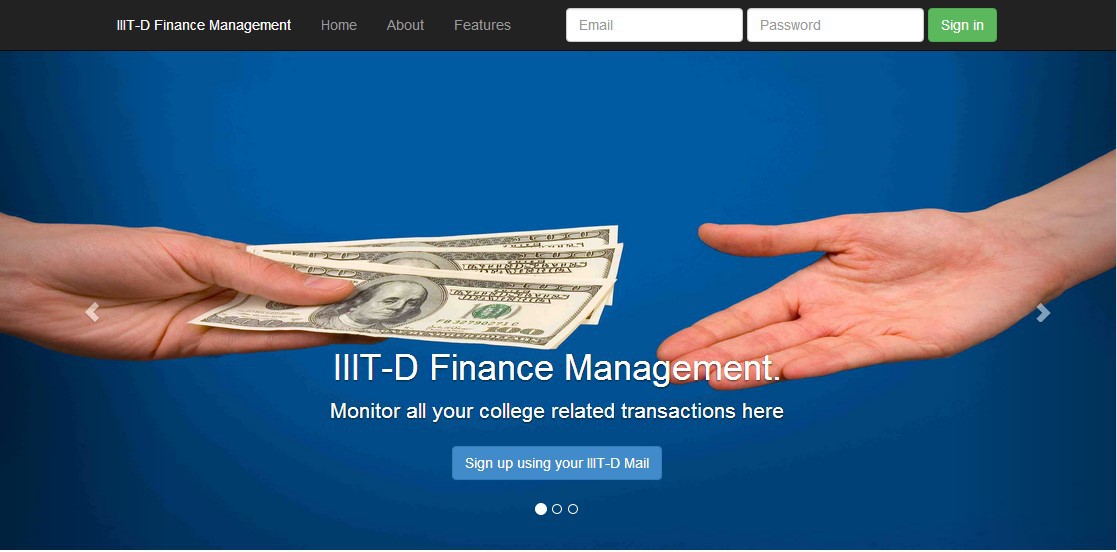 IIIT-D Finance Management Home About Features Email Password Sign in
100
IIIT-D Finance Management.
Monitor all your college related transactions here
Sign up using your IIIT-D Mail